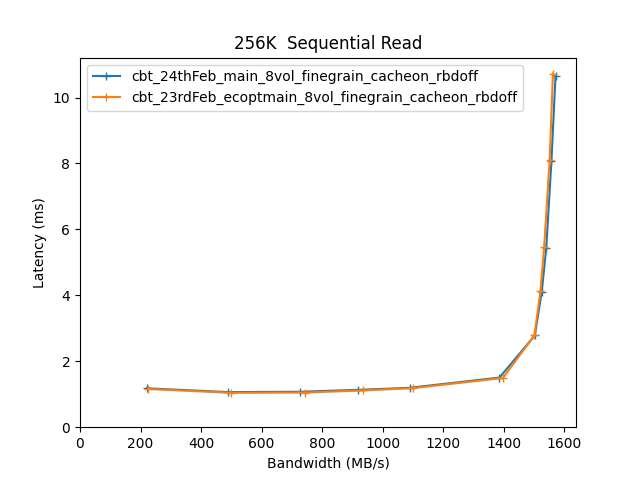 256K  Sequential Read
cbt_24thFeb_main_8vol_finegrain_cacheon_rbdoff
cbt_23rdFeb_ecoptmain_8vol_finegrain_cacheon_rbdoff
Latency (ms)
10
8
6
4
2
0
0 200 400 600 800 1000 1200 1400 1600
Bandwidth (MB/s)